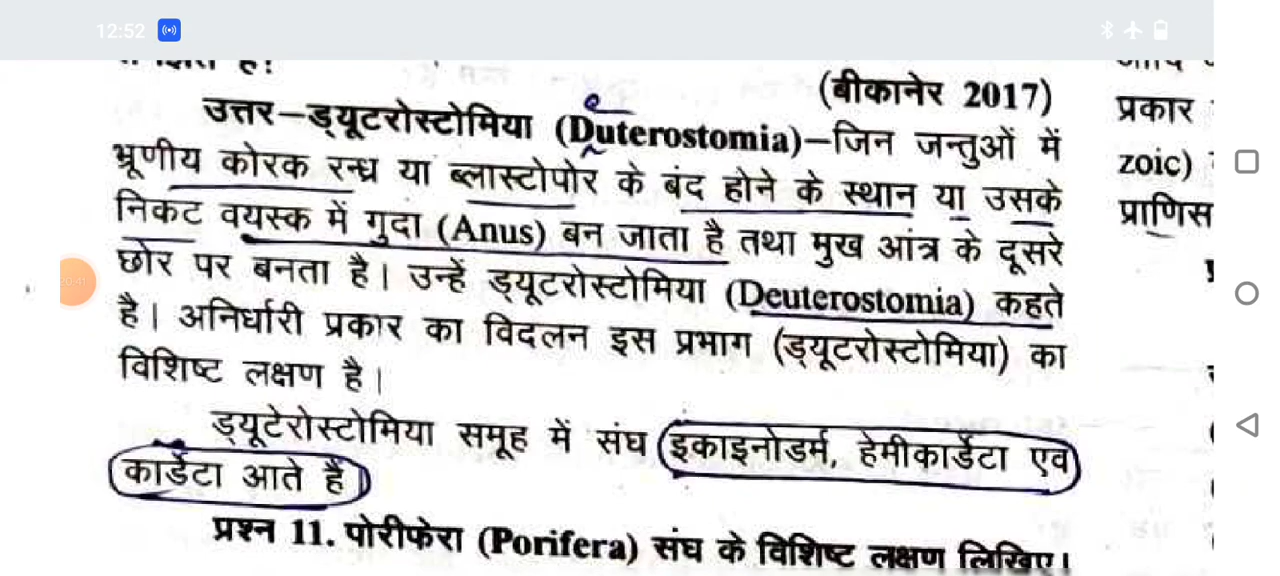 12:52
(बीकानेर 2017)
उत्तर–ड्यूटरोस्टोमिया (Duterostomia)–जिन जन्तुओं में
भ्रूणीय कोरक रन्ध्र या ब्लास्टोपोर के बंद होने के स्थान या उसके
निकट वयस्क में गुदा (Anus) बन जाता है तथा मुख आंत्र के दूसरे
छोर पर बनता है। उन्हें ड्यूटरोस्टोमिया (Deuterostomia) कहते
है। अनिर्धारी प्रकार का विदलन इस प्रभाग (ड्यूटरोस्टोमिया) का
विशिष्ट लक्षण है।
ड्यूटेरोस्टोमिया समूह में संघ इकाइनोडर्म, हेमीकार्डेटा एव
कार्डेटा आते हैं
प्रश्न 11. पोरीफेरा (Porifera) संघ के विशिष्ट लक्षण लिखिए।
प्रकार
zoic)
20:41